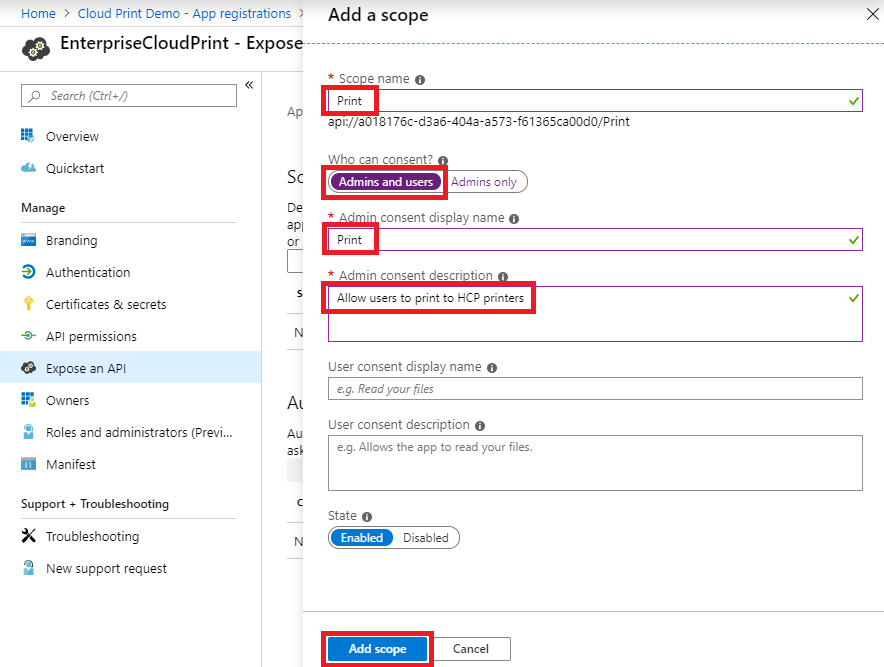 Home > Cloud Print Demo - App registrations >
EnterpriseCloudPrint - Expose
Search (Ctrl+/)
«
Overview
Quickstart
Manage
Branding
Authentication
Certificates & secrets
API permissions
Expose an API
Owners
Roles and administrators (Previ...
Manifest
Support + Troubleshooting
Troubleshooting
New support request
Ap
Sc
De
app
or
S
N
Au
Au
ask
C
N
Add a scope
* Scope name
Print
api://a018176c-d3a6-404a-a573-f61365ca00d0/Print
Who can consent?
Admins and users Admins only
* Admin consent display name
Print
* Admin consent description
Allow users to print to HCP printers
User consent display name
e.g. Read your files
User consent description
e.g. Allows the app to read your files.
State
Enabled Disabled
Add scope Cancel